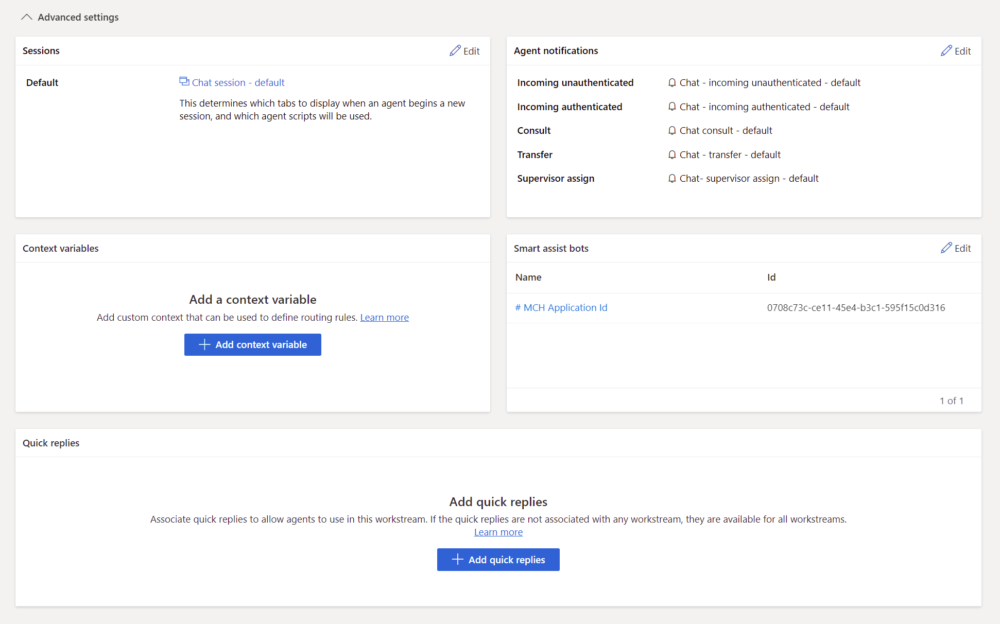 Advanced settings
Sessions
Edit
Default
Chat session - default
This determines which tabs to display when an agent begins a new
session, and which agent scripts will be used.
Agent notifications
Edit
Incoming unauthenticated
Chat - incoming unauthenticated - default
Incoming authenticated
Chat - incoming authenticated - default
Consult
Chat consult - default
Transfer
Chat - transfer - default
Supervisor assign
Chat- supervisor assign - default
Context variables
Add a context variable
Add custom context that can be used to define routing rules. Learn more
Add context variable
Smart assist bots
Edit
Name Id
# MCH Application Id 0708c73c-ce11-45e4-b3c1-595f15c0d316
1 of 1
Quick replies
Add quick replies
Associate quick replies to allow agents to use in this workstream. If the quick replies are not associated with any workstream, they are available for all workstreams.
Learn more
Add quick replies